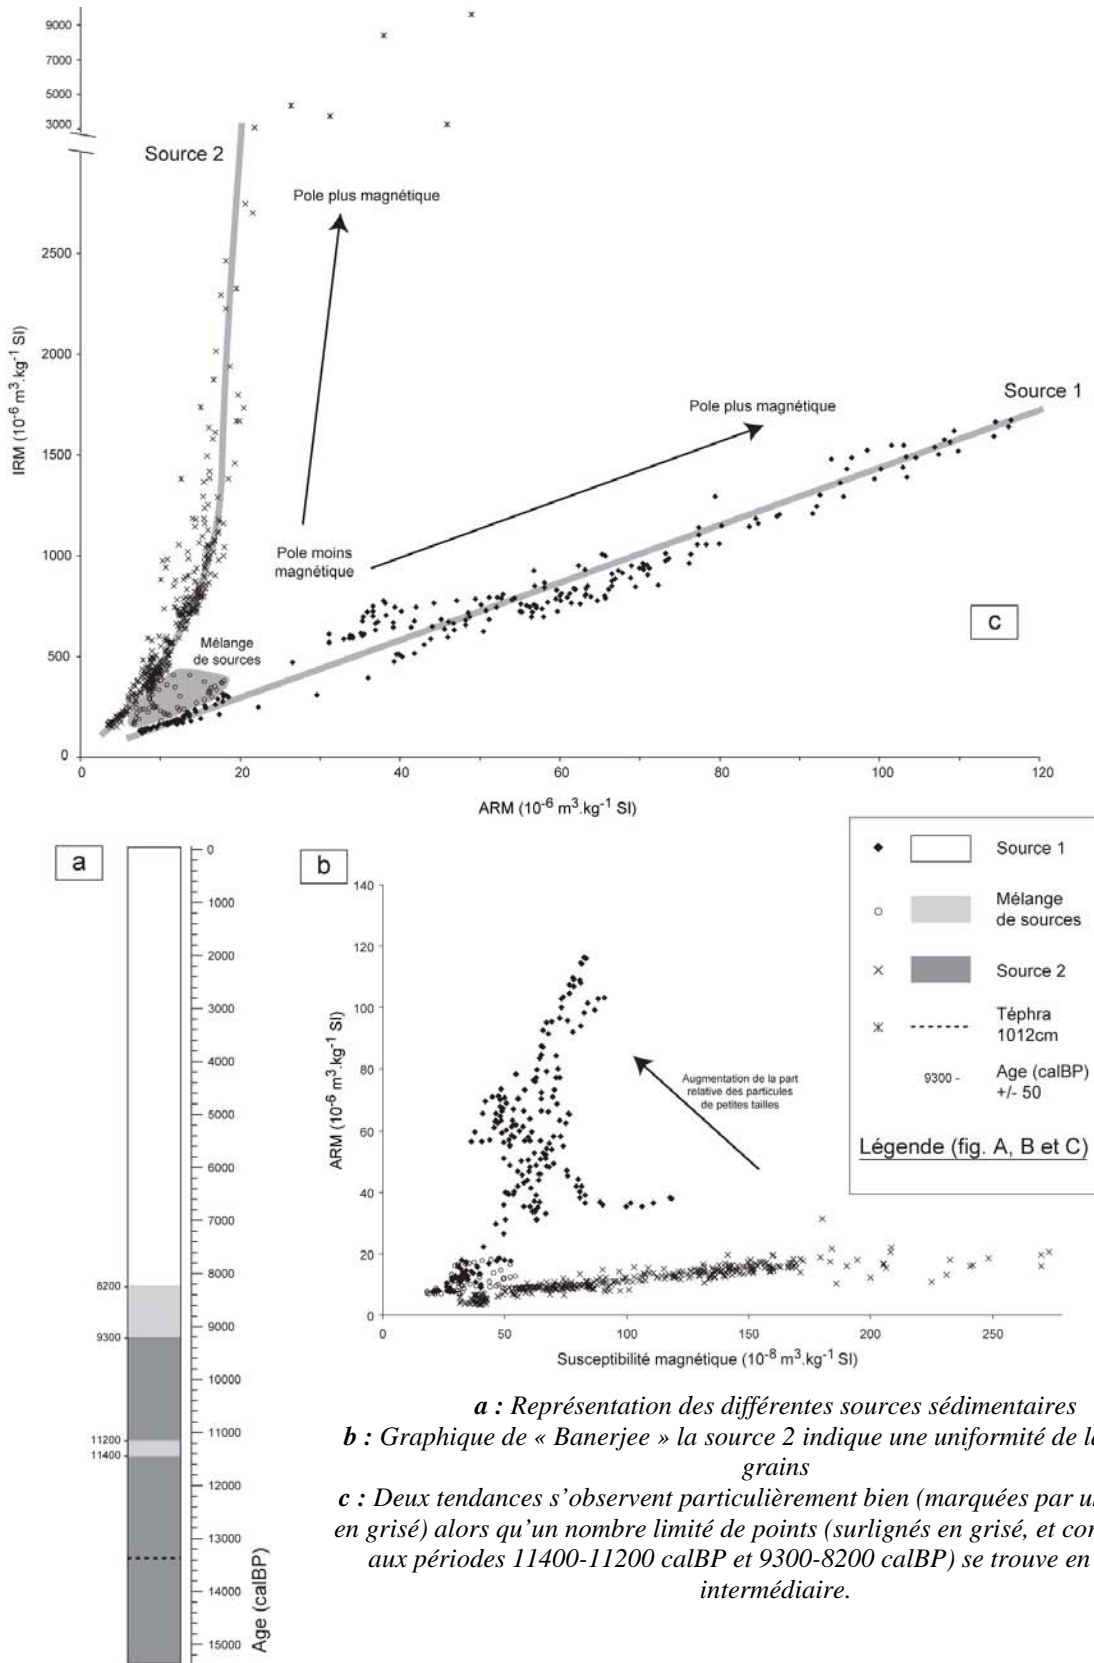 9000
7000
5000
3000
Source 2
Pole plus magnétique
2500
2000
Source 1
Pole plus magnétique
IRM (10⁻⁶ m³.kg⁻¹ SI)
1500
1000
Pole moins
magnétique
c
Mélange
de sources
500
0
0 20 40 60 80 100 120
ARM (10⁻⁶ m³.kg⁻¹ SI)
a
0
1000
2000
3000
4000
5000
6000
7000
8000
9000
10000
11000
12000
13000
14000
15000
8200
9300
11200
11400
Age (calBP)
b
140
120
100
80
60
40
20
0
ARM (10⁻⁶ m³.kg⁻¹ SI)
Augmentation de la part
relative des particules
de petites tailles
0 50 100 150 200 250
Susceptibilité magnétique (10⁻⁸ m³.kg⁻¹ SI)
Source 1
Mélange
de sources
Source 2
Téphra
1012cm
9300 - Age (calBP)
+/- 50
Légende (fig. A, B et C)
a : Représentation des différentes sources sédimentaires
b : Graphique de « Banerjee » la source 2 indique une uniformité de
grains
c : Deux tendances s'observent particulièrement bien (marquées par
en grisé) alors qu'un nombre limité de points (surlignés en grisé, et
aux périodes 11400-11200 calBP et 9300-8200 calBP) se trouve en
intermédiaire.